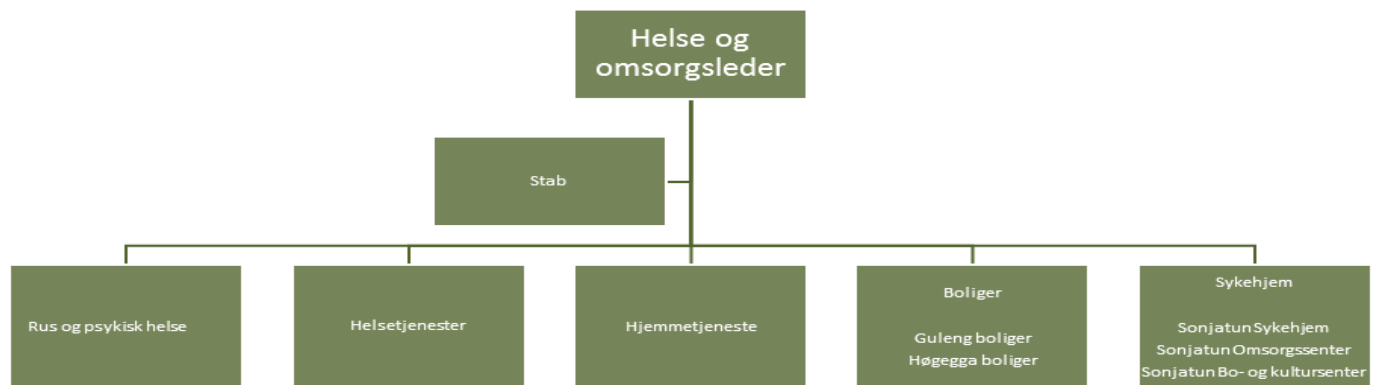 Helse og
omsorgsleder
Stab
Rus og psykisk helse
Helsetjenester
Hjemmetjeneste
Boliger
Guleng boliger
Høgegga boliger
Sykehjem
Sonjatun Sykehjem
Sonjatun Omsorgssenter
Sonjatun Bo- og kultursenter